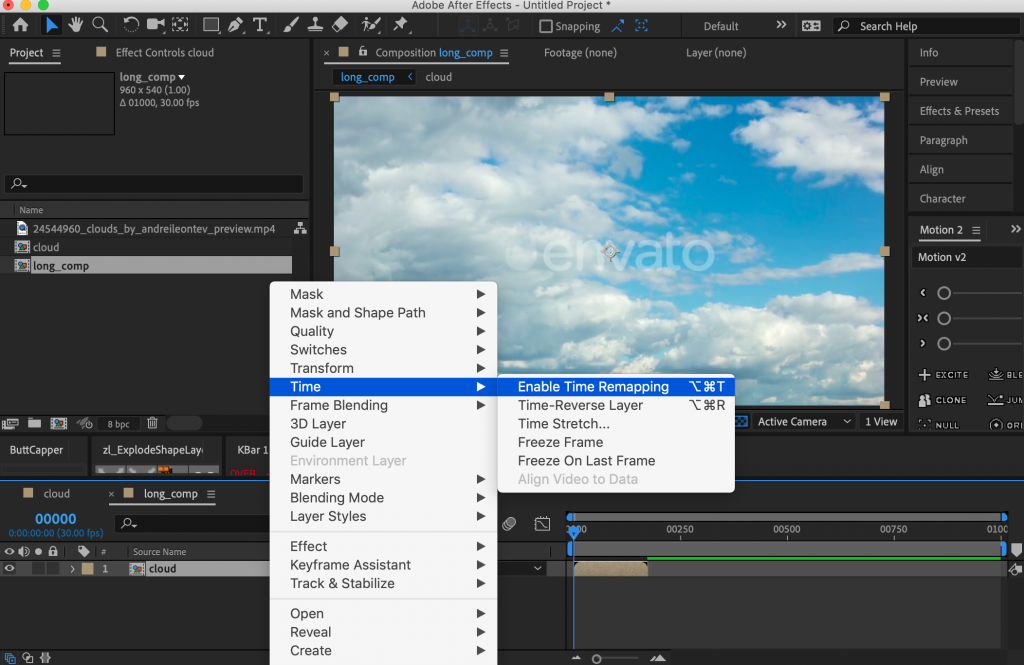 Adobe After Effects - Untitled Project *
Snapping
Default
Search Help
Project
Effect Controls cloud
Composition long_comp
Footage (none)
Layer (none)
Info
long_comp
960 x 540 (1.00)
Δ 01000, 30.00 fps
long_comp
cloud
Preview
Effects & Presets
Paragraph
Align
Character
Name
24544960_clouds_by_andreileontev_preview.mp4
cloud
long_comp
envato
Motion 2
Motion v2
EXCITE
BLE
CLONE
JUM
NULL
ORI
Mask
Mask and Shape Path
Quality
Switches
Transform
Time
Frame Blending
3D Layer
Guide Layer
Environment Layer
Markers
Blending Mode
Layer Styles
Effect
Keyframe Assistant
Track & Stabilize
Open
Reveal
Create
Enable Time Remapping ⌥⌘T
Time-Reverse Layer ⌥⌘R
Time Stretch...
Freeze Frame
Freeze On Last Frame
Align Video to Data
8 bpc
Active Camera
1 View
ButtCapper
zl_ExplodeShapeLay
KBar 1
OvER
cloud
long_comp
00000
0:00:00:00 (30.00 fps)
#
Source Name
1
cloud
00250
00500
00750
0100